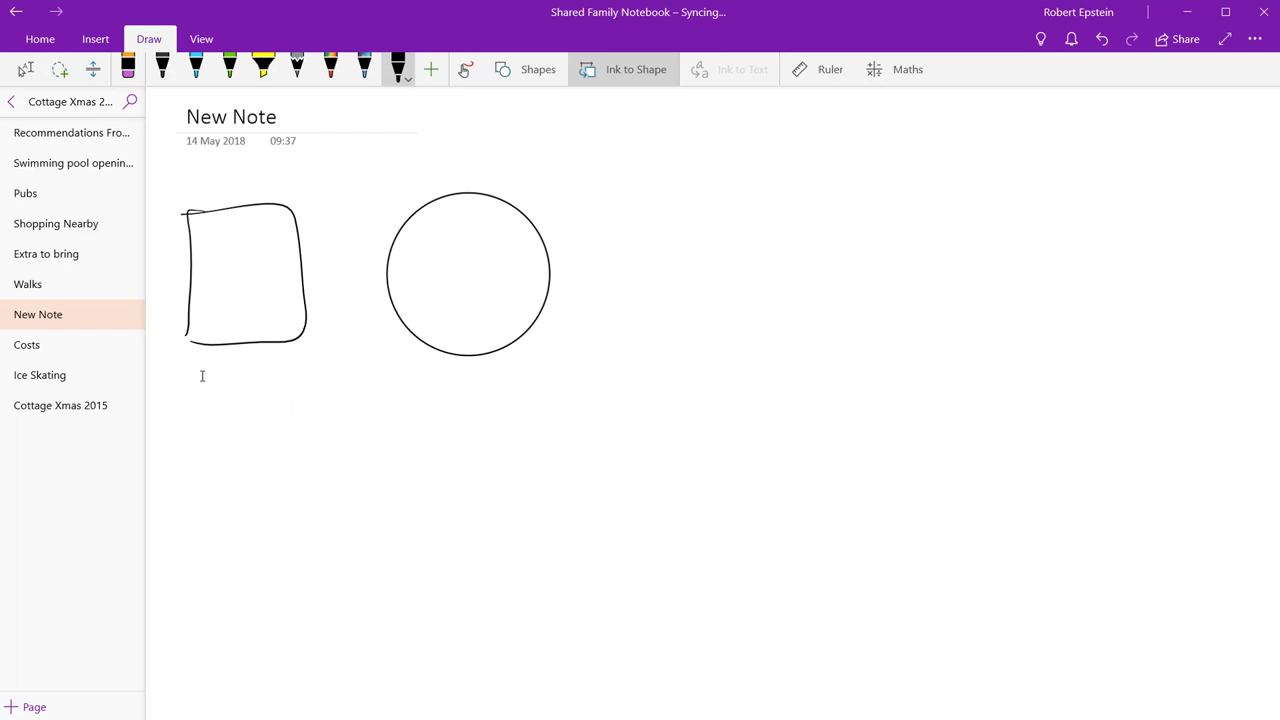 Shared Family Notebook – Syncing...
Robert Epstein
Home Insert Draw View
Share
Shapes Ink to Shape Ink to Text Ruler Maths
Cottage Xmas 2...
Recommendations Fro...
Swimming pool openin...
Pubs
Shopping Nearby
Extra to bring
Walks
New Note
Costs
Ice Skating
Cottage Xmas 2015
Page
New Note
14 May 2018 09:37